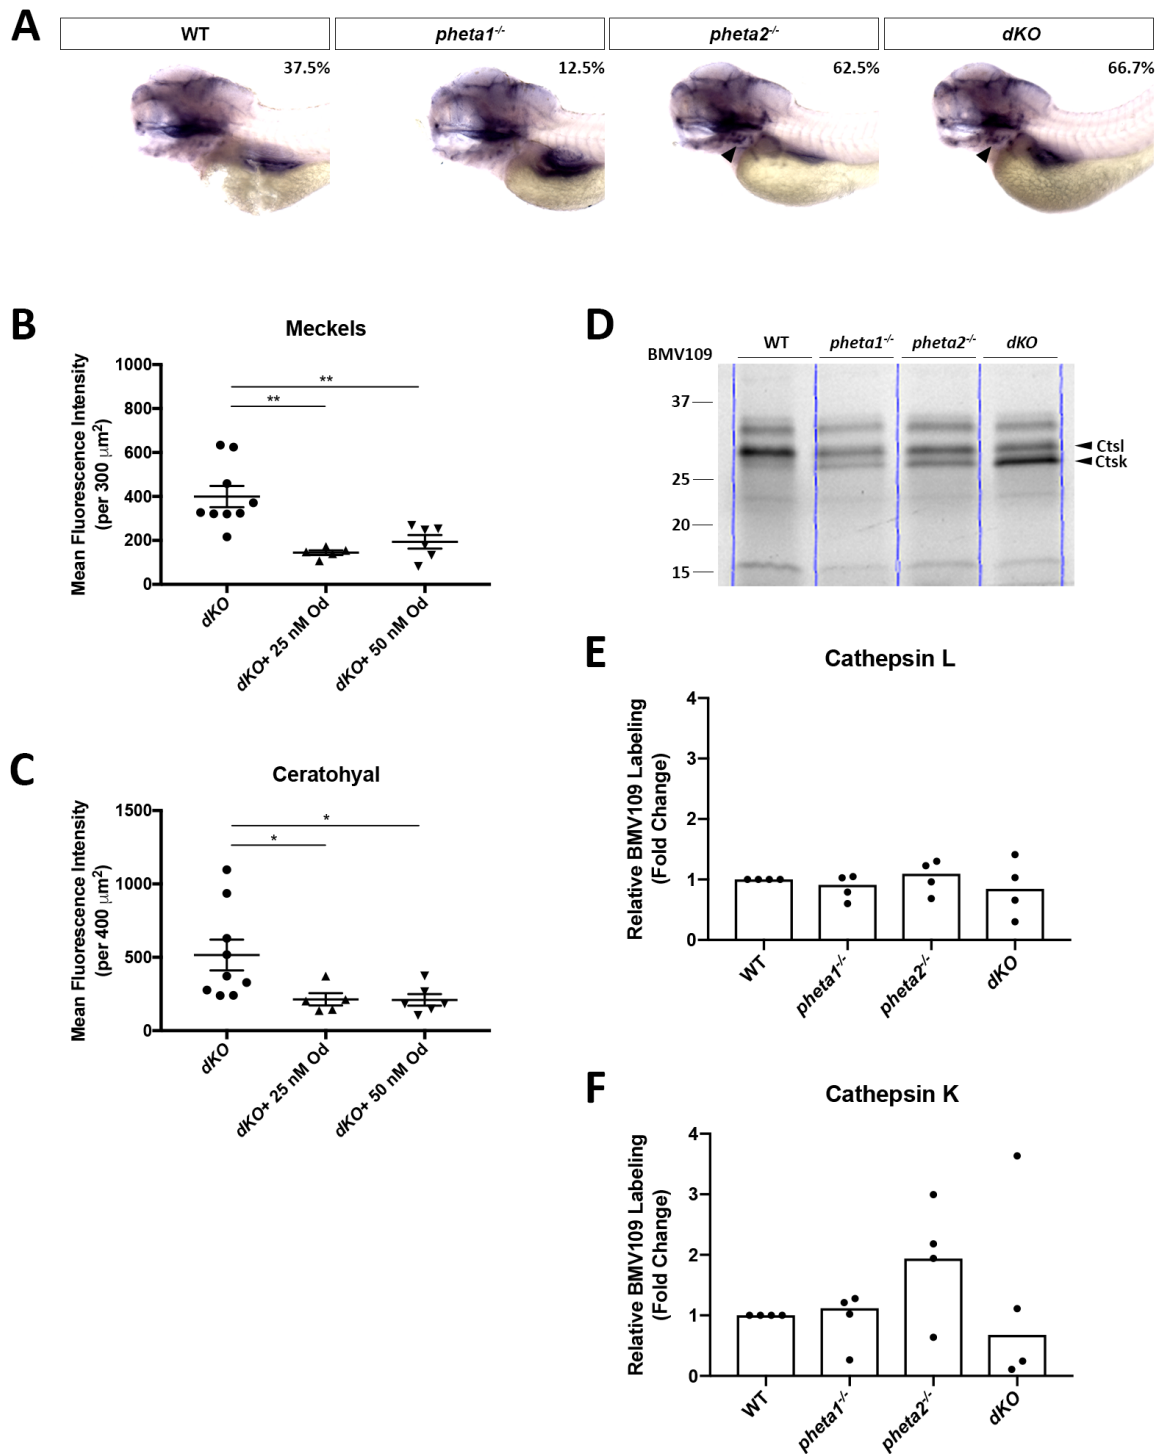 A
WT
pheta1-/-
pheta2-/-
dKO
37.5%
12.5%
62.5%
66.7%
B
Meckels
Mean Fluorescence Intensity
(per 300 µm2)
1000
800
600
400
200
0
**
**
dKO
dKO+ 25 nM Od
dKO+ 50 nM Od
C
Ceratohyal
Mean Fluorescence Intensity
(per 400 µm2)
1500
1000
500
0
*
*
dKO
dKO+ 25 nM Od
dKO+ 50 nM Od
D
BMV109
WT
pheta1-/-
pheta2-/-
dKO
37
25
20
15
Ctsl
Ctsk
E
Cathepsin L
Relative BMV109 Labeling
(Fold Change)
4
3
2
1
0
WT
pheta1-/-
pheta2-/-
dKO
F
Cathepsin K
Relative BMV109 Labeling
(Fold Change)
4
3
2
1
0
WT
pheta1-/-
pheta2-/-
dKO